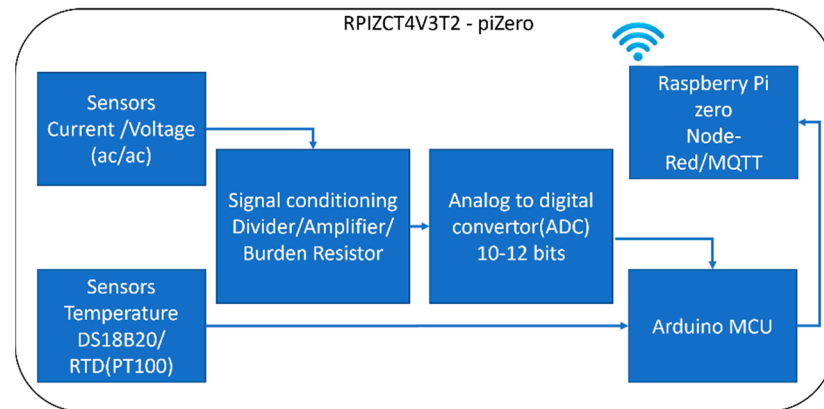 RPIZCT4V3T2 - piZero
Sensors
Current /Voltage
(ac/ac)
Raspberry Pi
zero
Node-
Red/MQTT
Signal conditioning
Divider/Amplifier/
Burden Resistor
Analog to digital
convertor(ADC)
10-12 bits
Sensors
Temperature
DS18B20/
RTD(PT100)
Arduino MCU